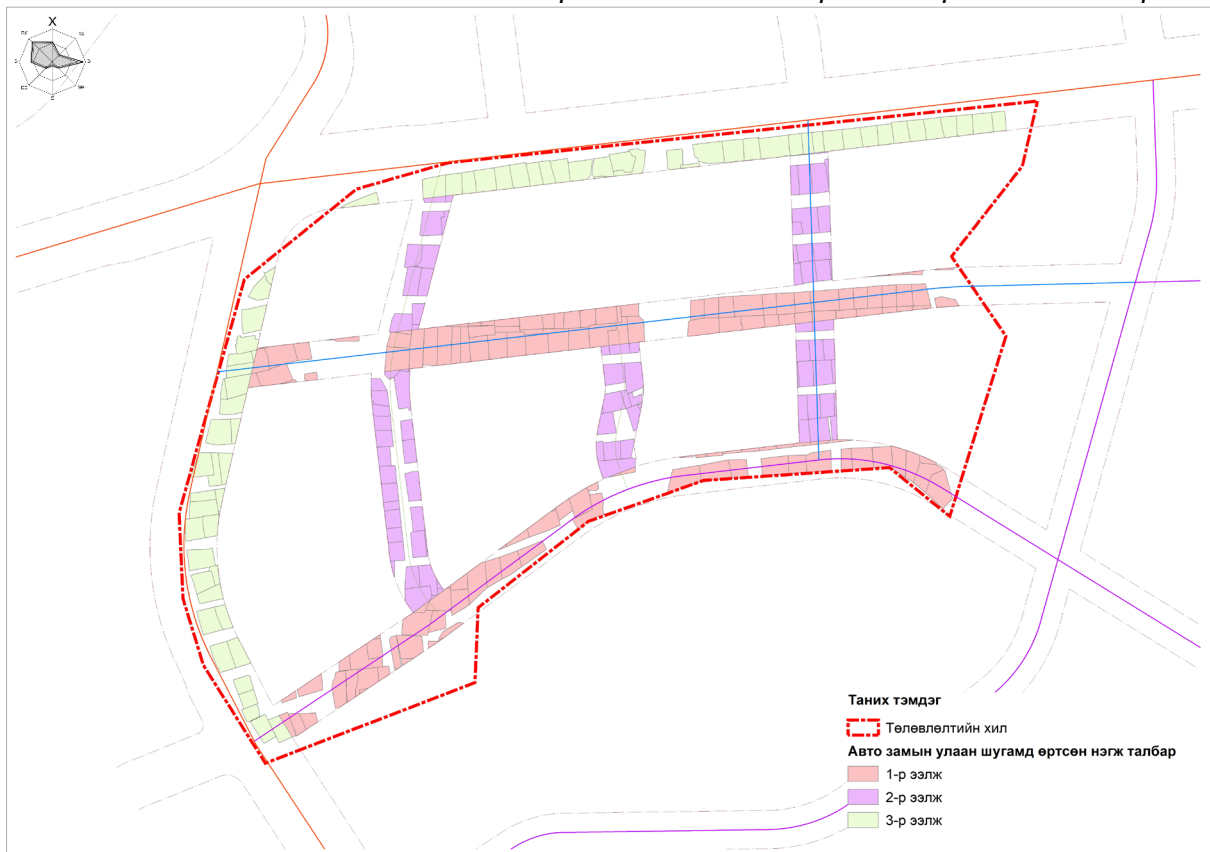 Х
Таних тэмдэг
Төлөвлөлтийн хил
Авто замын улаан шугамд өртсөн нэгж талбар
1-р ээлж
2-р ээлж
3-р ээлж